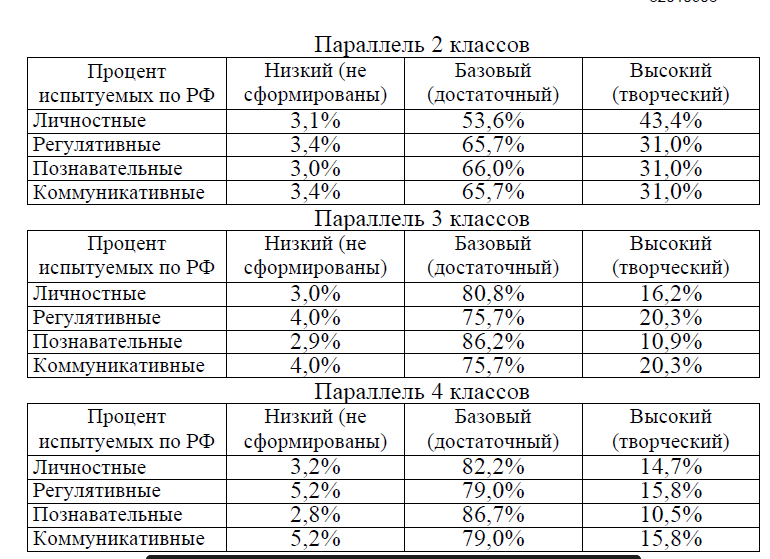 Параллель 2 классов
Процент испытуемых по РФ | Низкий (не сформированы) | Базовый (достаточный) | Высокий (творческий)
Личностные | 3,1% | 53,6% | 43,4%
Регулятивные | 3,4% | 65,7% | 31,0%
Познавательные | 3,0% | 66,0% | 31,0%
Коммуникативные | 3,4% | 65,7% | 31,0%
Параллель 3 классов
Процент испытуемых по РФ | Низкий (не сформированы) | Базовый (достаточный) | Высокий (творческий)
Личностные | 3,0% | 80,8% | 16,2%
Регулятивные | 4,0% | 75,7% | 20,3%
Познавательные | 2,9% | 86,2% | 10,9%
Коммуникативные | 4,0% | 75,7% | 20,3%
Параллель 4 классов
Процент испытуемых по РФ | Низкий (не сформированы) | Базовый (достаточный) | Высокий (творческий)
Личностные | 3,2% | 82,2% | 14,7%
Регулятивные | 5,2% | 79,0% | 15,8%
Познавательные | 2,8% | 86,7% | 10,5%
Коммуникативные | 5,2% | 79,0% | 15,8%